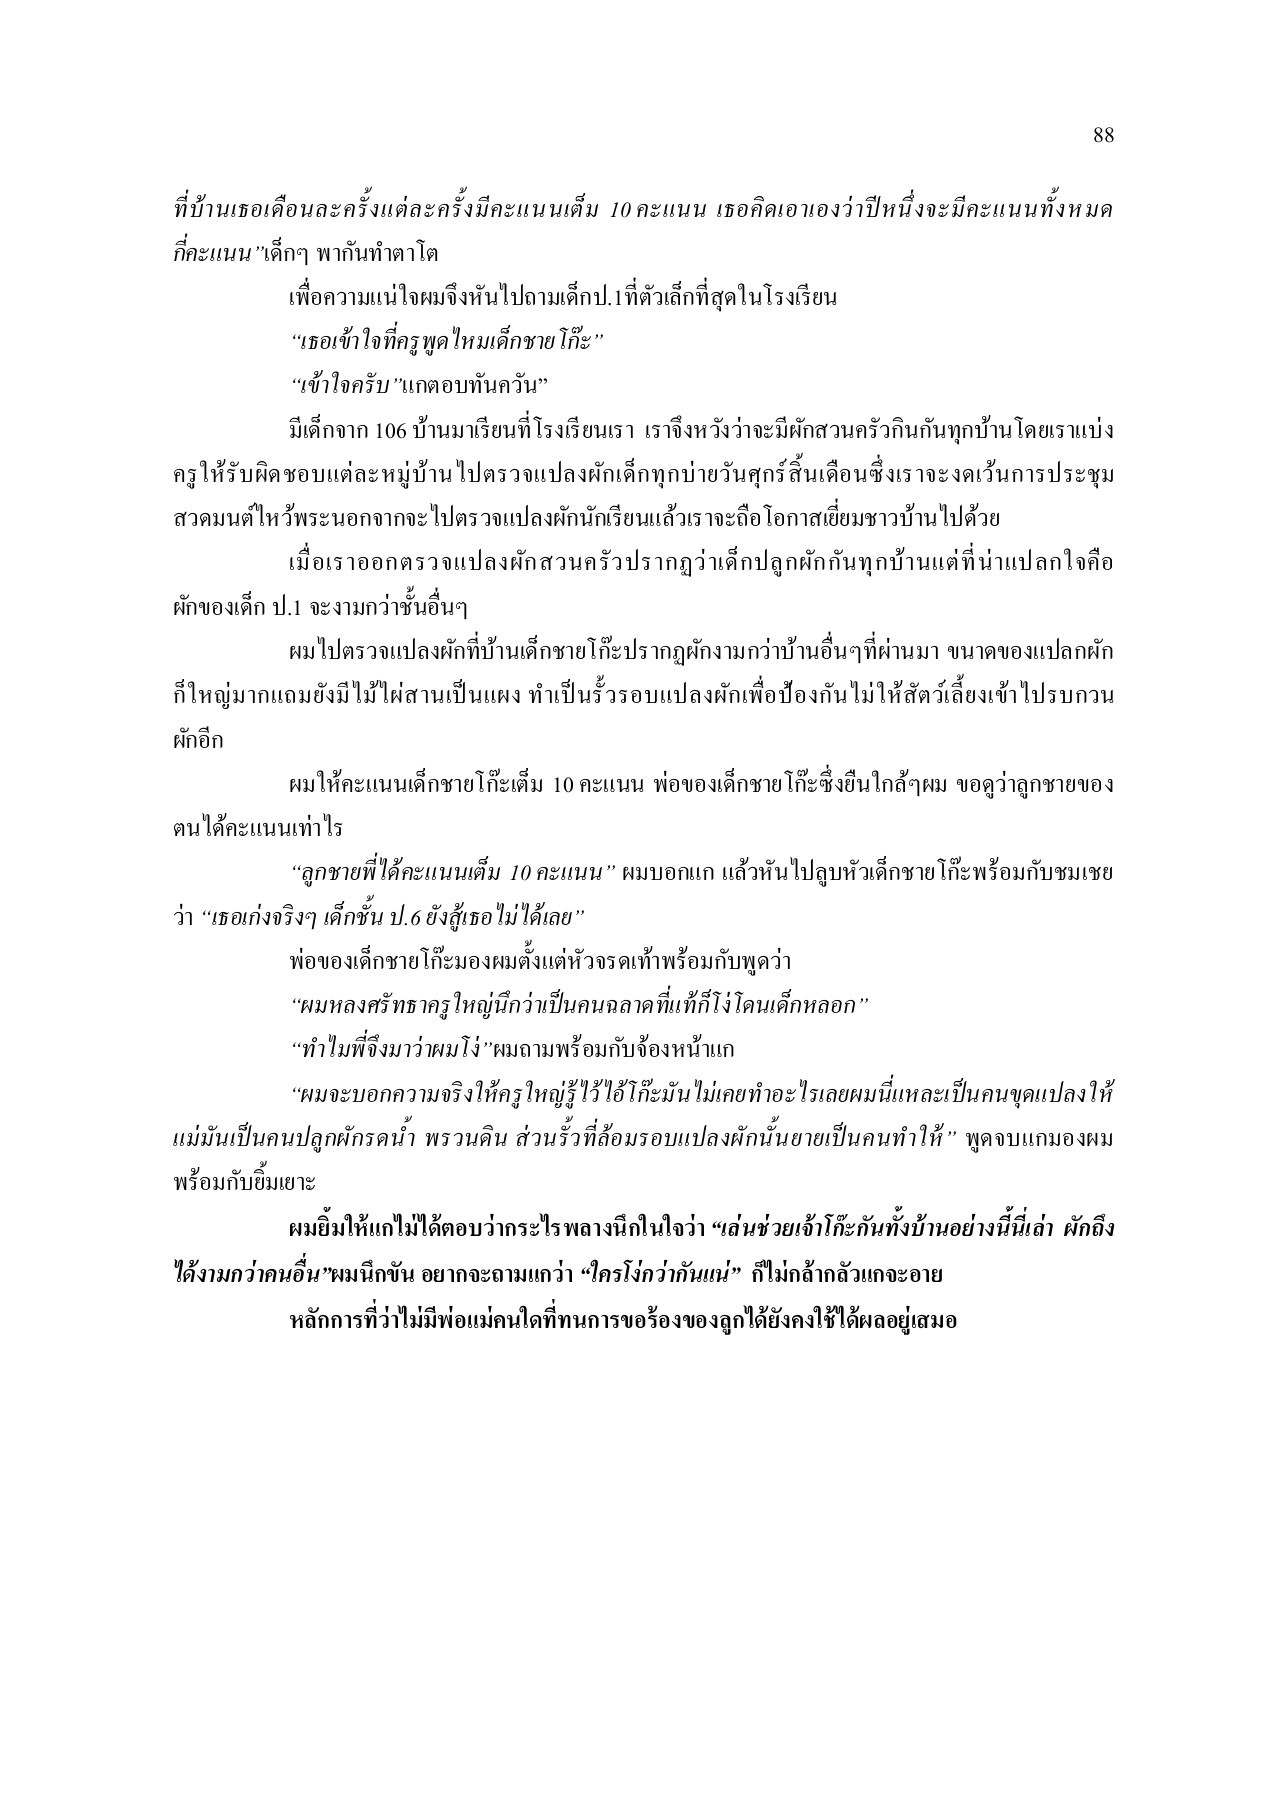 88
ที่บ้านเธอเดือนละครั้งแต่ละครั้งมีคะแนนเต็ม 10 คะแนน เธอคิดเอาเองว่าปีหนึ่งจะมีคะแนนทั้งหมด
กี่คะแนน”เด็กๆ พากันทำตาโต
เพื่อความแน่ใจผมจึงหันไปถามเด็กป.1ที่ตัวเล็กที่สุดในโรงเรียน
“เธอเข้าใจที่ครูพูดไหมเด็กชายโก๊ะ”
“เข้าใจครับ”แกตอบทันควัน”
มีเด็กจาก 106 บ้านมาเรียนที่โรงเรียนเรา เราจึงหวังว่าจะมีผักสวนครัวกินกันทุกบ้านโดยเราแบ่ง
ครูให้รับผิดชอบแต่ละหมู่บ้านไปตรวจแปลงผักเด็กทุกบ่ายวันศุกร์สิ้นเดือนซึ่งเราจะงดเว้นการประชุม
สวดมนต์ไหว้พระนอกจากจะไปตรวจแปลงผักนักเรียนแล้วเราจะถือโอกาสเยี่ยมชาวบ้านไปด้วย
เมื่อเราออกตรวจแปลงผักสวนครัวปรากฏว่าเด็กปลูกผักกันทุกบ้านแต่ที่น่าแปลกใจคือ
ผักของเด็ก ป.1 จะงามกว่าชั้นอื่นๆ
ผมไปตรวจแปลงผักที่บ้านเด็กชายโก๊ะปรากฏผักงามกว่าบ้านอื่นๆที่ผ่านมา ขนาดของแปลกผัก
ก็ใหญ่มากแถมยังมีไม้ไผ่สานเป็นแผง ทำเป็นรั้วรอบแปลงผักเพื่อป้องกันไม่ให้สัตว์เลี้ยงเข้าไปรบกวน
ผักอีก
ผมให้คะแนนเด็กชายโก๊ะเต็ม 10 คะแนน พ่อของเด็กชายโก๊ะซึ่งยืนใกล้ๆผม ขอดูว่าลูกชายของ
ตนได้คะแนนเท่าไร
“ลูกชายพี่ได้คะแนนเต็ม 10 คะแนน” ผมบอกแก แล้วหันไปลูบหัวเด็กชายโก๊ะพร้อมกับชมเชย
ว่า “เธอเก่งจริงๆ เด็กชั้น ป.6 ยังสู้เธอไม่ได้เลย”
พ่อของเด็กชายโก๊ะมองผมตั้งแต่หัวจรดเท้าพร้อมกับพูดว่า
“ผมหลงศรัทธาครูใหญ่นึกว่าเป็นคนฉลาดที่แท้ก็โง่โดนเด็กหลอก”
“ทำไมพี่จึงมาว่าผมโง่”ผมถามพร้อมกับจ้องหน้าแก
“ผมจะบอกความจริงให้ครูใหญ่รู้ไว้ไอ้โก๊ะมันไม่เคยทำอะไรเลยผมนี่แหละเป็นคนขุดแปลงให้
แม่มันเป็นคนปลูกผักรดน้ำ พรวนดิน ส่วนรั้วที่ล้อมรอบแปลงผักนั้นยายเป็นคนทำให้” พูดจบแกมองผม
พร้อมกับยิ้มเยาะ
ผมยิ้มให้แกไม่ได้ตอบว่ากระไรพลางนึกในใจว่า “เล่นช่วยเจ้าโก๊ะกันทั้งบ้านอย่างนี้นี่เล่า ผักถึง
ได้งามกว่าคนอื่น”ผมนึกขัน อยากจะถามแกว่า “ใครโง่กว่ากันแน่” ก็ไม่กล้ากลัวแกจะอาย
หลักการที่ว่าไม่มีพ่อแม่คนใดที่ทนการขอร้องของลูกได้ยังคงใช้ได้ผลอยู่เสมอ